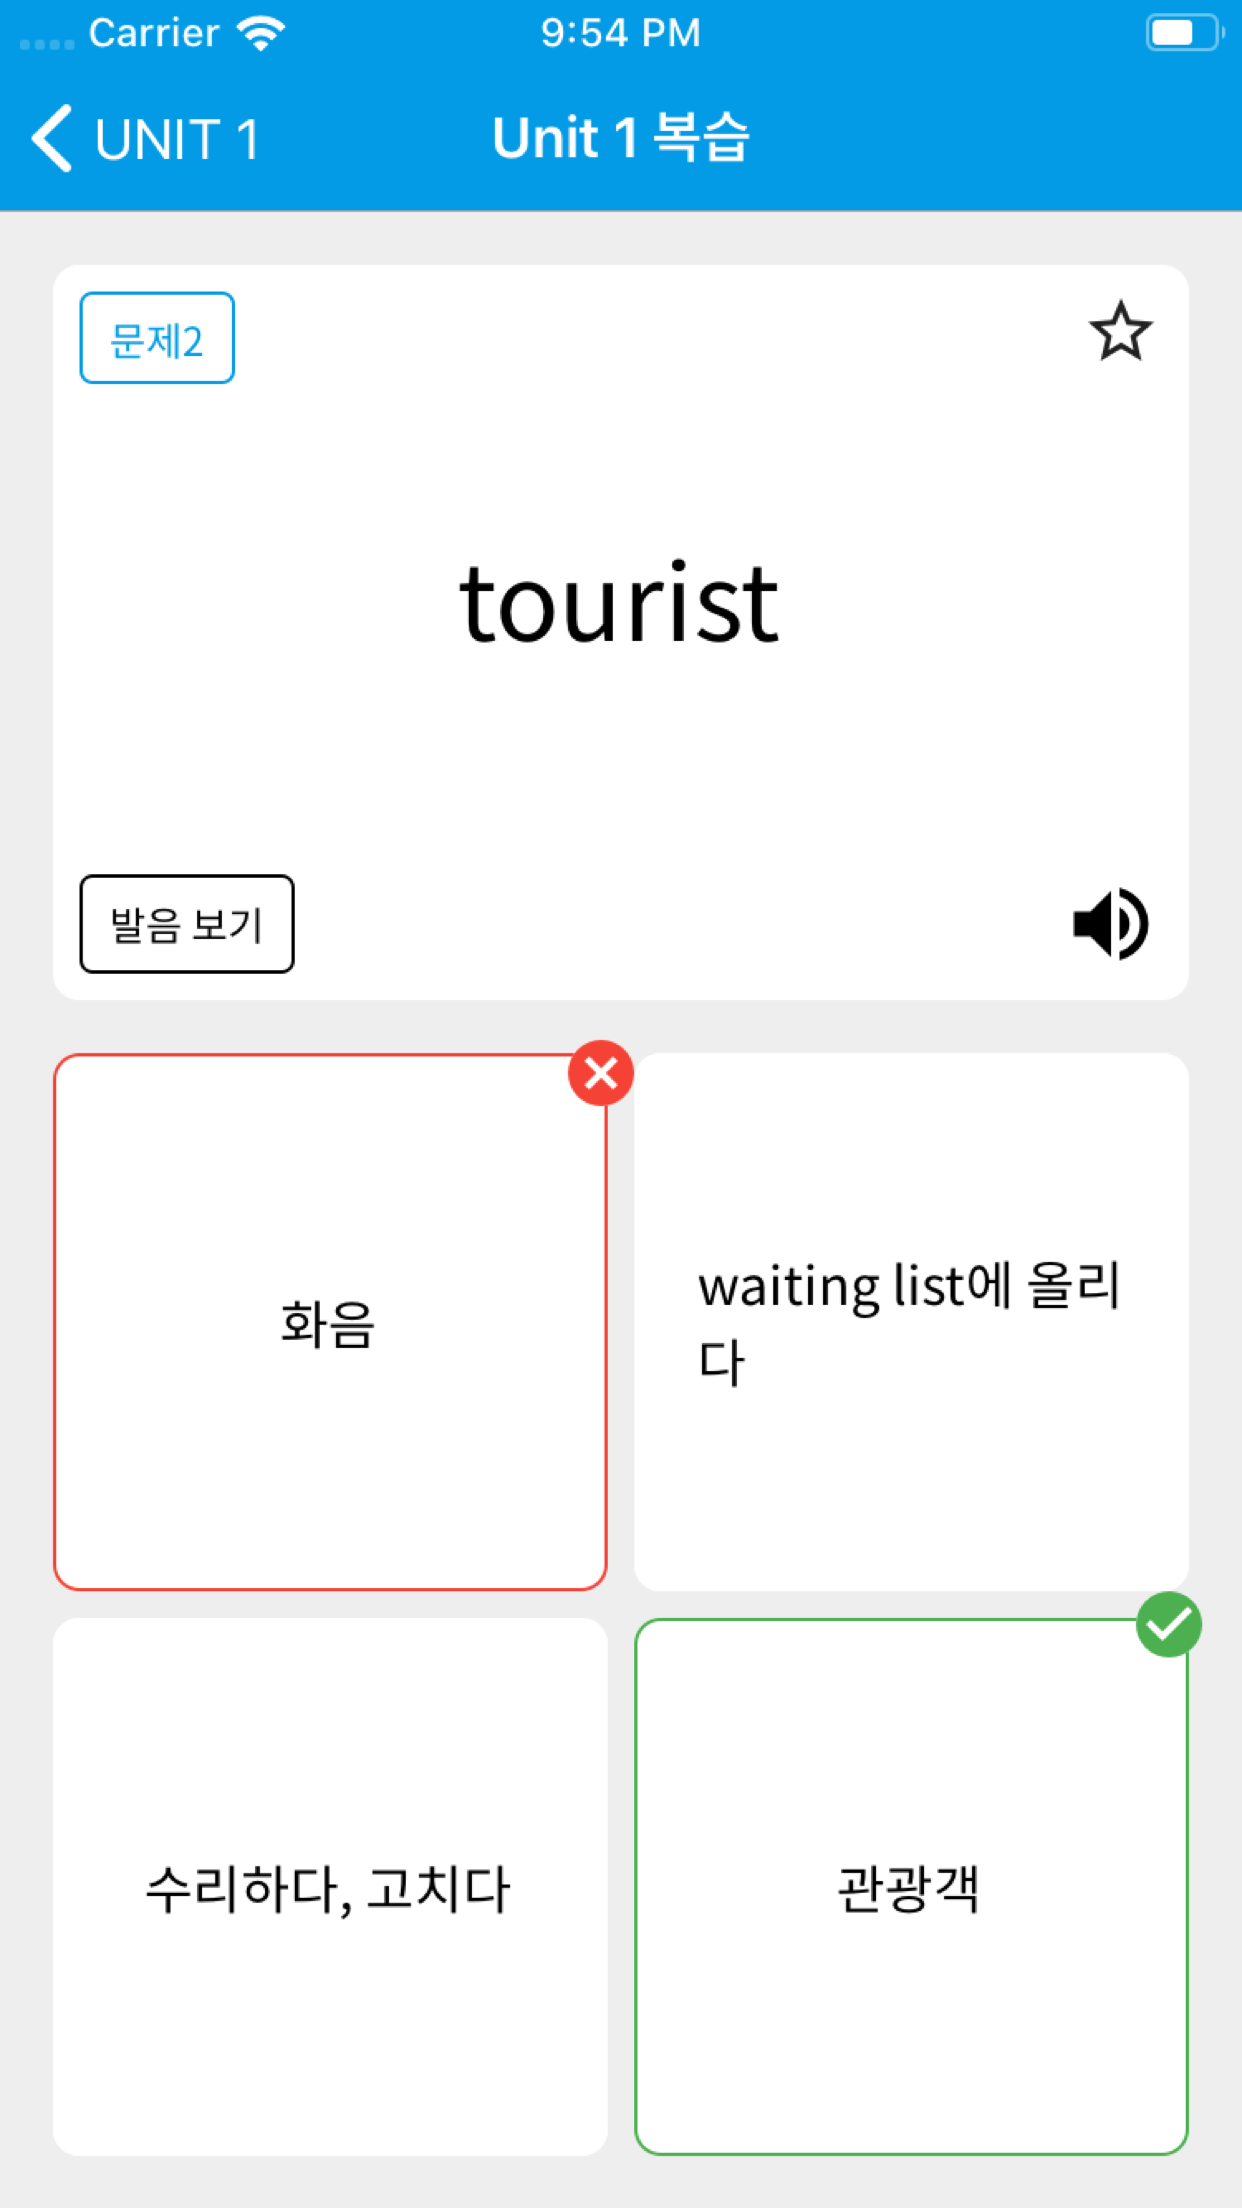 Carrier 9:54 PM
UNIT 1 Unit 1 복습
문제2
tourist
발음 보기
화음
waiting list에 올리
다
수리하다, 고치다
관광객